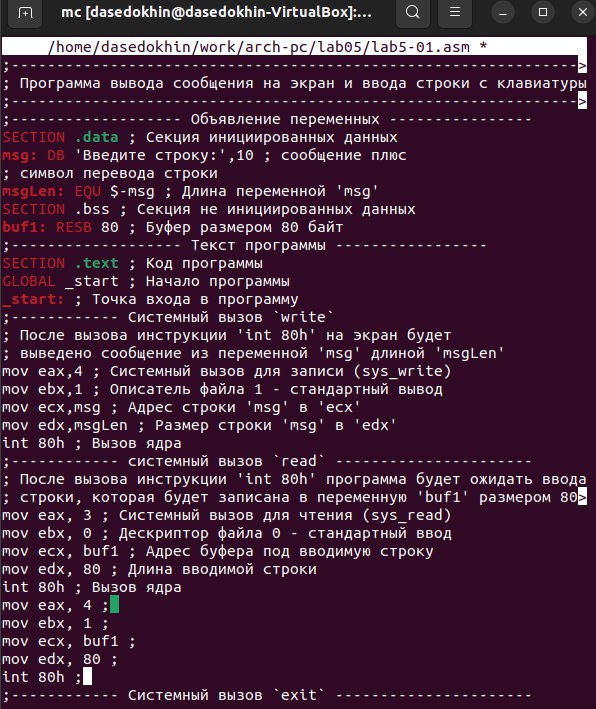 mc [dasedokhin@dasedokhin-VirtualBox]:...
/home/dasedokhin/work/arch-pc/lab05/lab5-01.asm *
;--------------------------------------------------------------->
; Программа вывода сообщения на экран и ввода строки с клавиатуры
;--------------------------------------------------------------->
;------------------- Объявление переменных ----------------
SECTION .data ; Секция инициированных данных
msg: DB 'Введите строку:',10 ; сообщение плюс
; символ перевода строки
msgLen: EQU $-msg ; Длина переменной 'msg'
SECTION .bss ; Секция не инициированных данных
buf1: RESB 80 ; Буфер размером 80 байт
;------------------- Текст программы -----------------
SECTION .text ; Код программы
GLOBAL _start ; Начало программы
_start: ; Точка входа в программу
;------------ Cистемный вызов `write`
; После вызова инструкции 'int 80h' на экран будет
; выведено сообщение из переменной 'msg' длиной 'msgLen'
mov eax,4 ; Системный вызов для записи (sys_write)
mov ebx,1 ; Описатель файла 1 - стандартный вывод
mov ecx,msg ; Адрес строки 'msg' в 'ecx'
mov edx,msgLen ; Размер строки 'msg' в 'edx'
int 80h ; Вызов ядра
;------------ системный вызов `read` ----------------------
; После вызова инструкции 'int 80h' программа будет ожидать ввода
; строки, которая будет записана в переменную 'buf1' размером 80>
mov eax, 3 ; Системный вызов для чтения (sys_read)
mov ebx, 0 ; Дескриптор файла 0 - стандартный ввод
mov ecx, buf1 ; Адрес буфера под вводимую строку
mov edx, 80 ; Длина вводимой строки
int 80h ; Вызов ядра
mov eax, 4 ;
mov ebx, 1 ;
mov ecx, buf1 ;
mov edx, 80 ;
int 80h ;
;------------ Системный вызов `exit` ----------------------